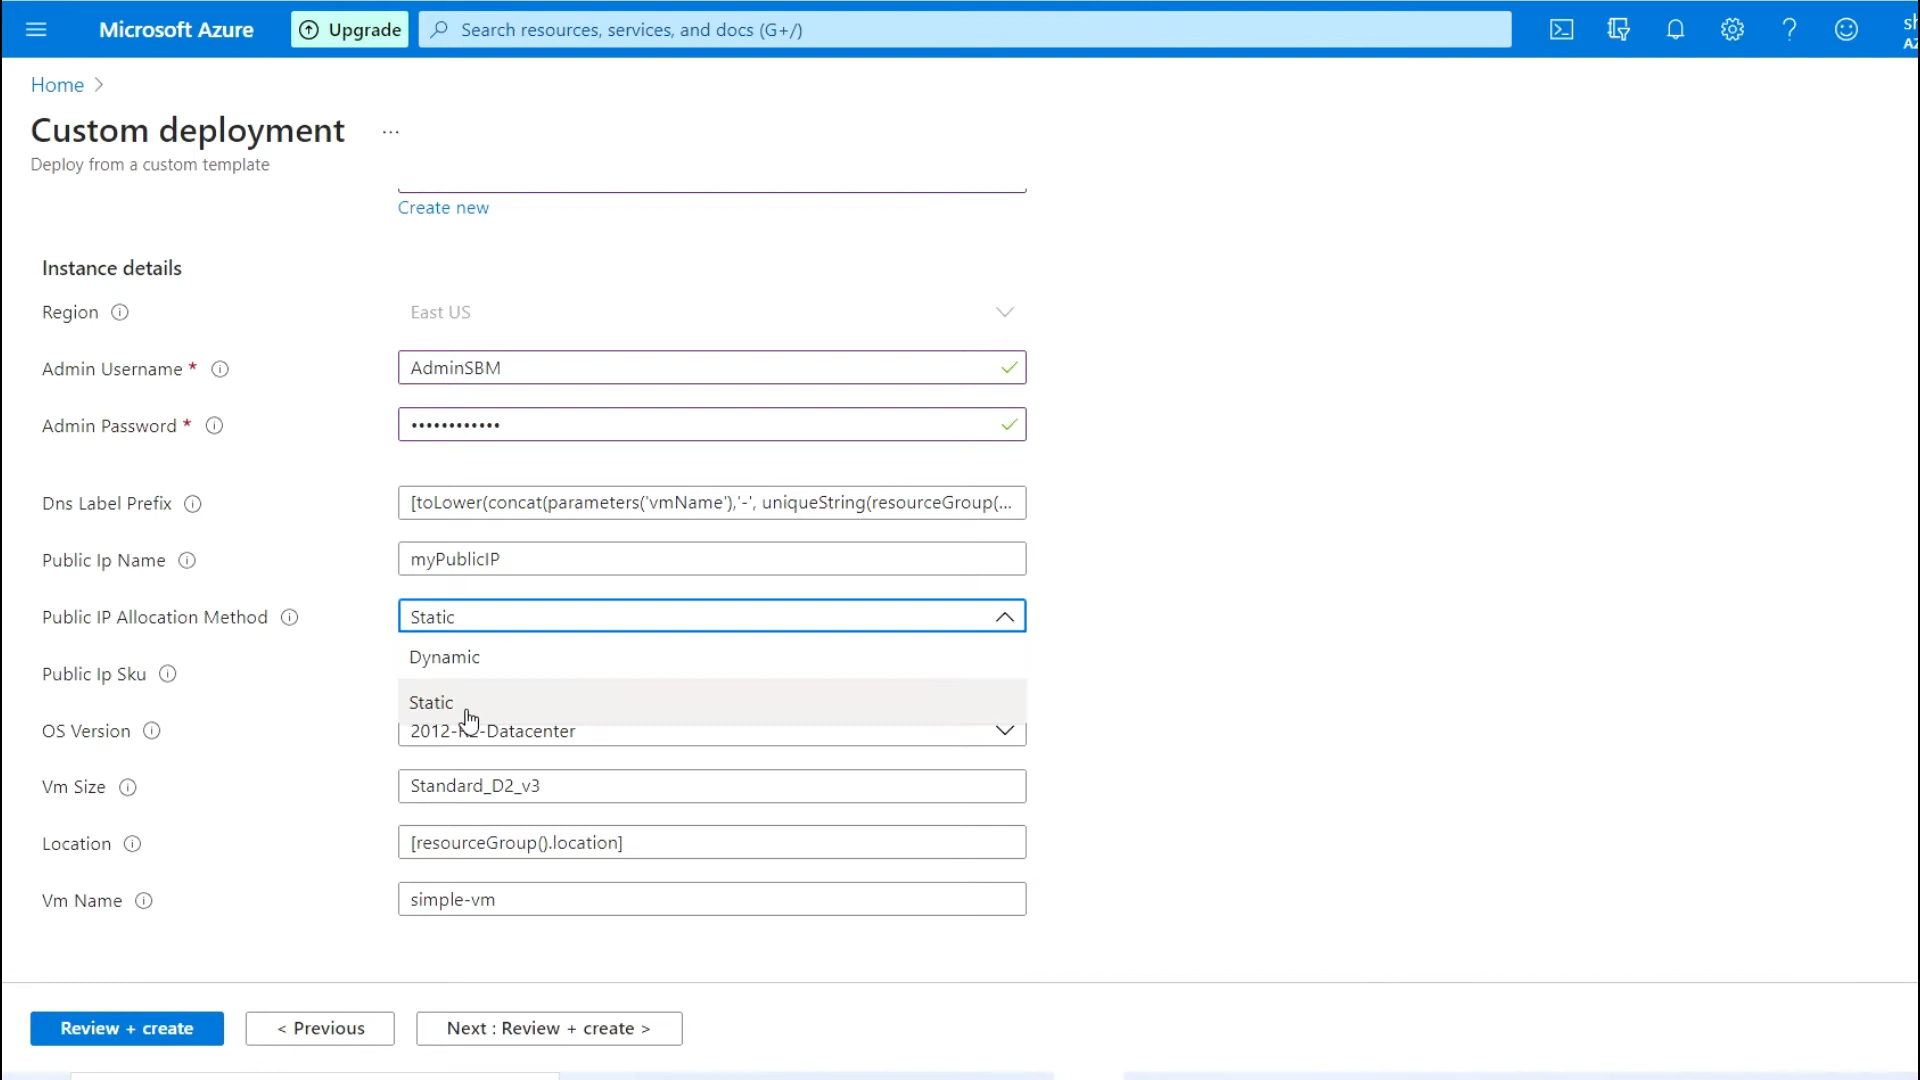 Microsoft Azure
Upgrade
Search resources, services, and docs (G+/)
Home
Custom deployment
...
Deploy from a custom template
Create new
Instance details
Region
East US
Admin Username *
AdminSBM
Admin Password *
••••••••••••
Dns Label Prefix
[toLower(concat(parameters('vmName'),'-', uniqueString(resourceGroup(...
Public Ip Name
myPublicIP
Public IP Allocation Method
Static
Dynamic
Public Ip Sku
Static
OS Version
2012-R2-Datacenter
Vm Size
Standard_D2_v3
Location
[resourceGroup().location]
Vm Name
simple-vm
Review + create
< Previous
Next : Review + create >